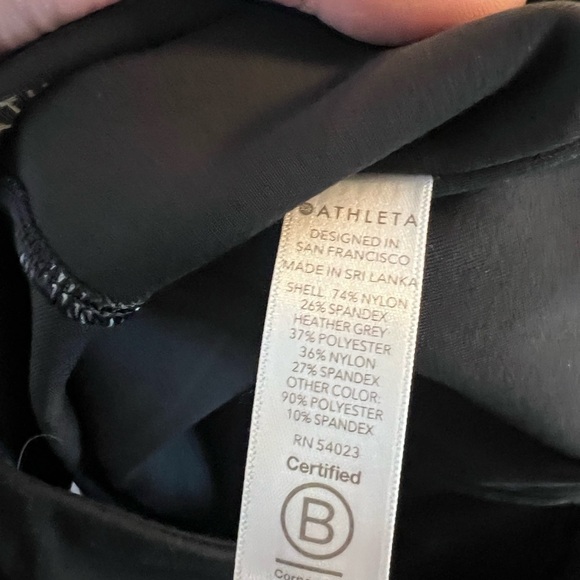 ATHLETA
DESIGNED IN
SAN FRANCISCO
MADE IN SRI LANKA
SHELL 74% NYLON
26% SPANDEX
HEATHER GREY
37% POLYESTER
36% NYLON
27% SPANDEX
OTHER COLOR:
90% POLYESTER
10% SPANDEX
RN 54023
Certified
B